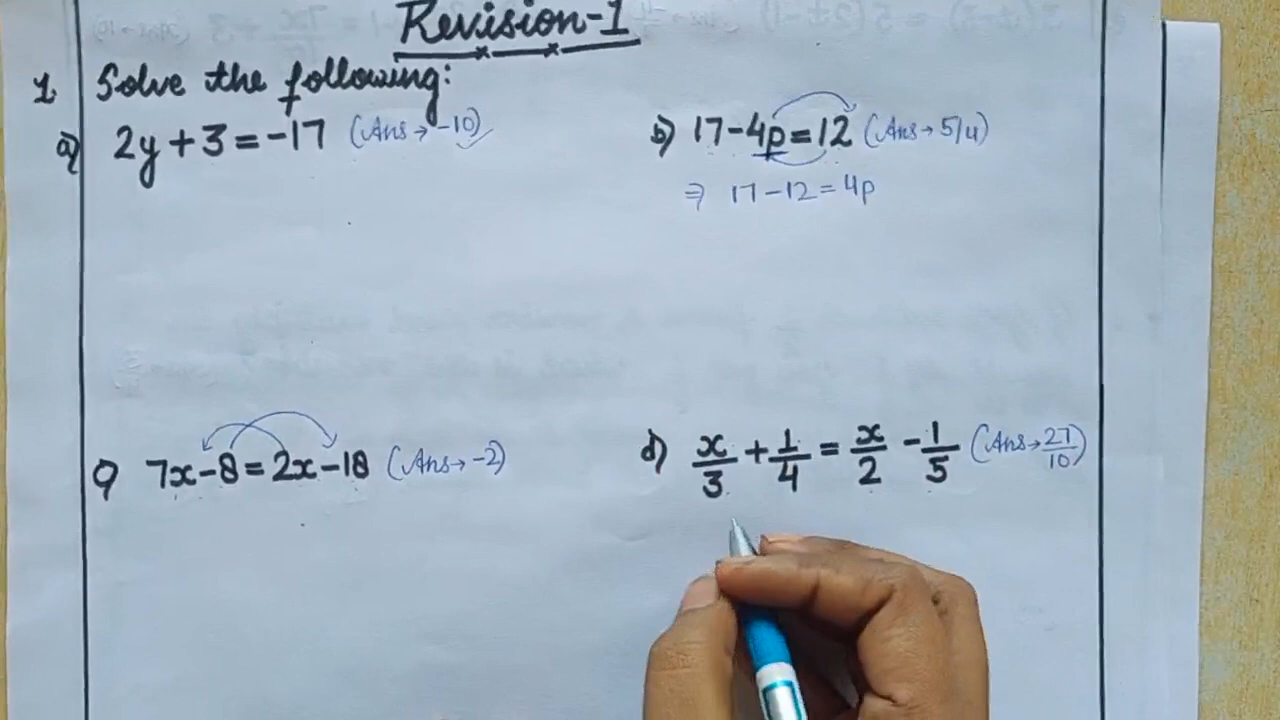 Revision-1
1. Solve the following:
a) 2y + 3 = -17 (Ans → -10)
b) 17 - 4p = 12 (Ans → 5/4)
⇒ 17 - 12 = 4p
c) 7x - 8 = 2x - 18 (Ans → -2)
d) x/3 + 1/4 = x/2 - 1/5 (Ans → 27/10)